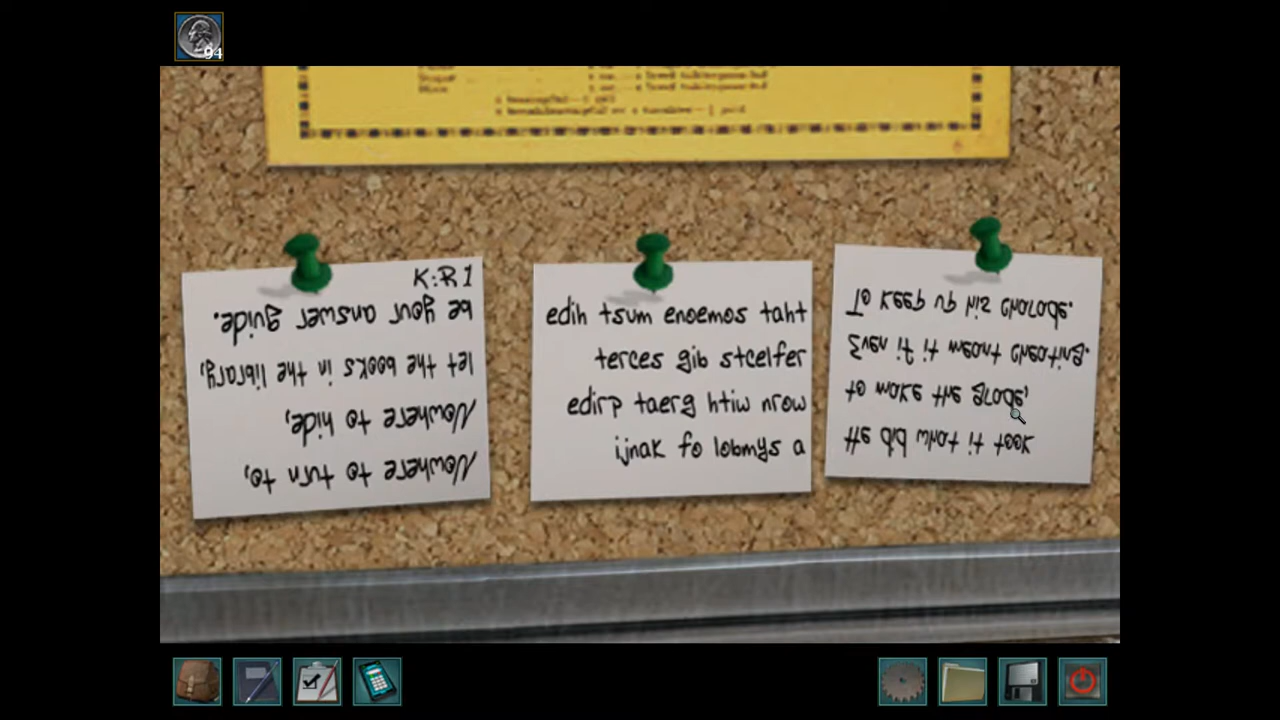 94
K:R 1
Nowhere to turn to,
Nowhere to hide,
let the books in the library,
be your answer guide.
edih tsum enoemos taht
terces gib stcelfer
edirp taerg htiw nrow
ijnak fo lobmys a
He did what it took
to make the grade,
Even if it meant cheating.
To keep up his charade.